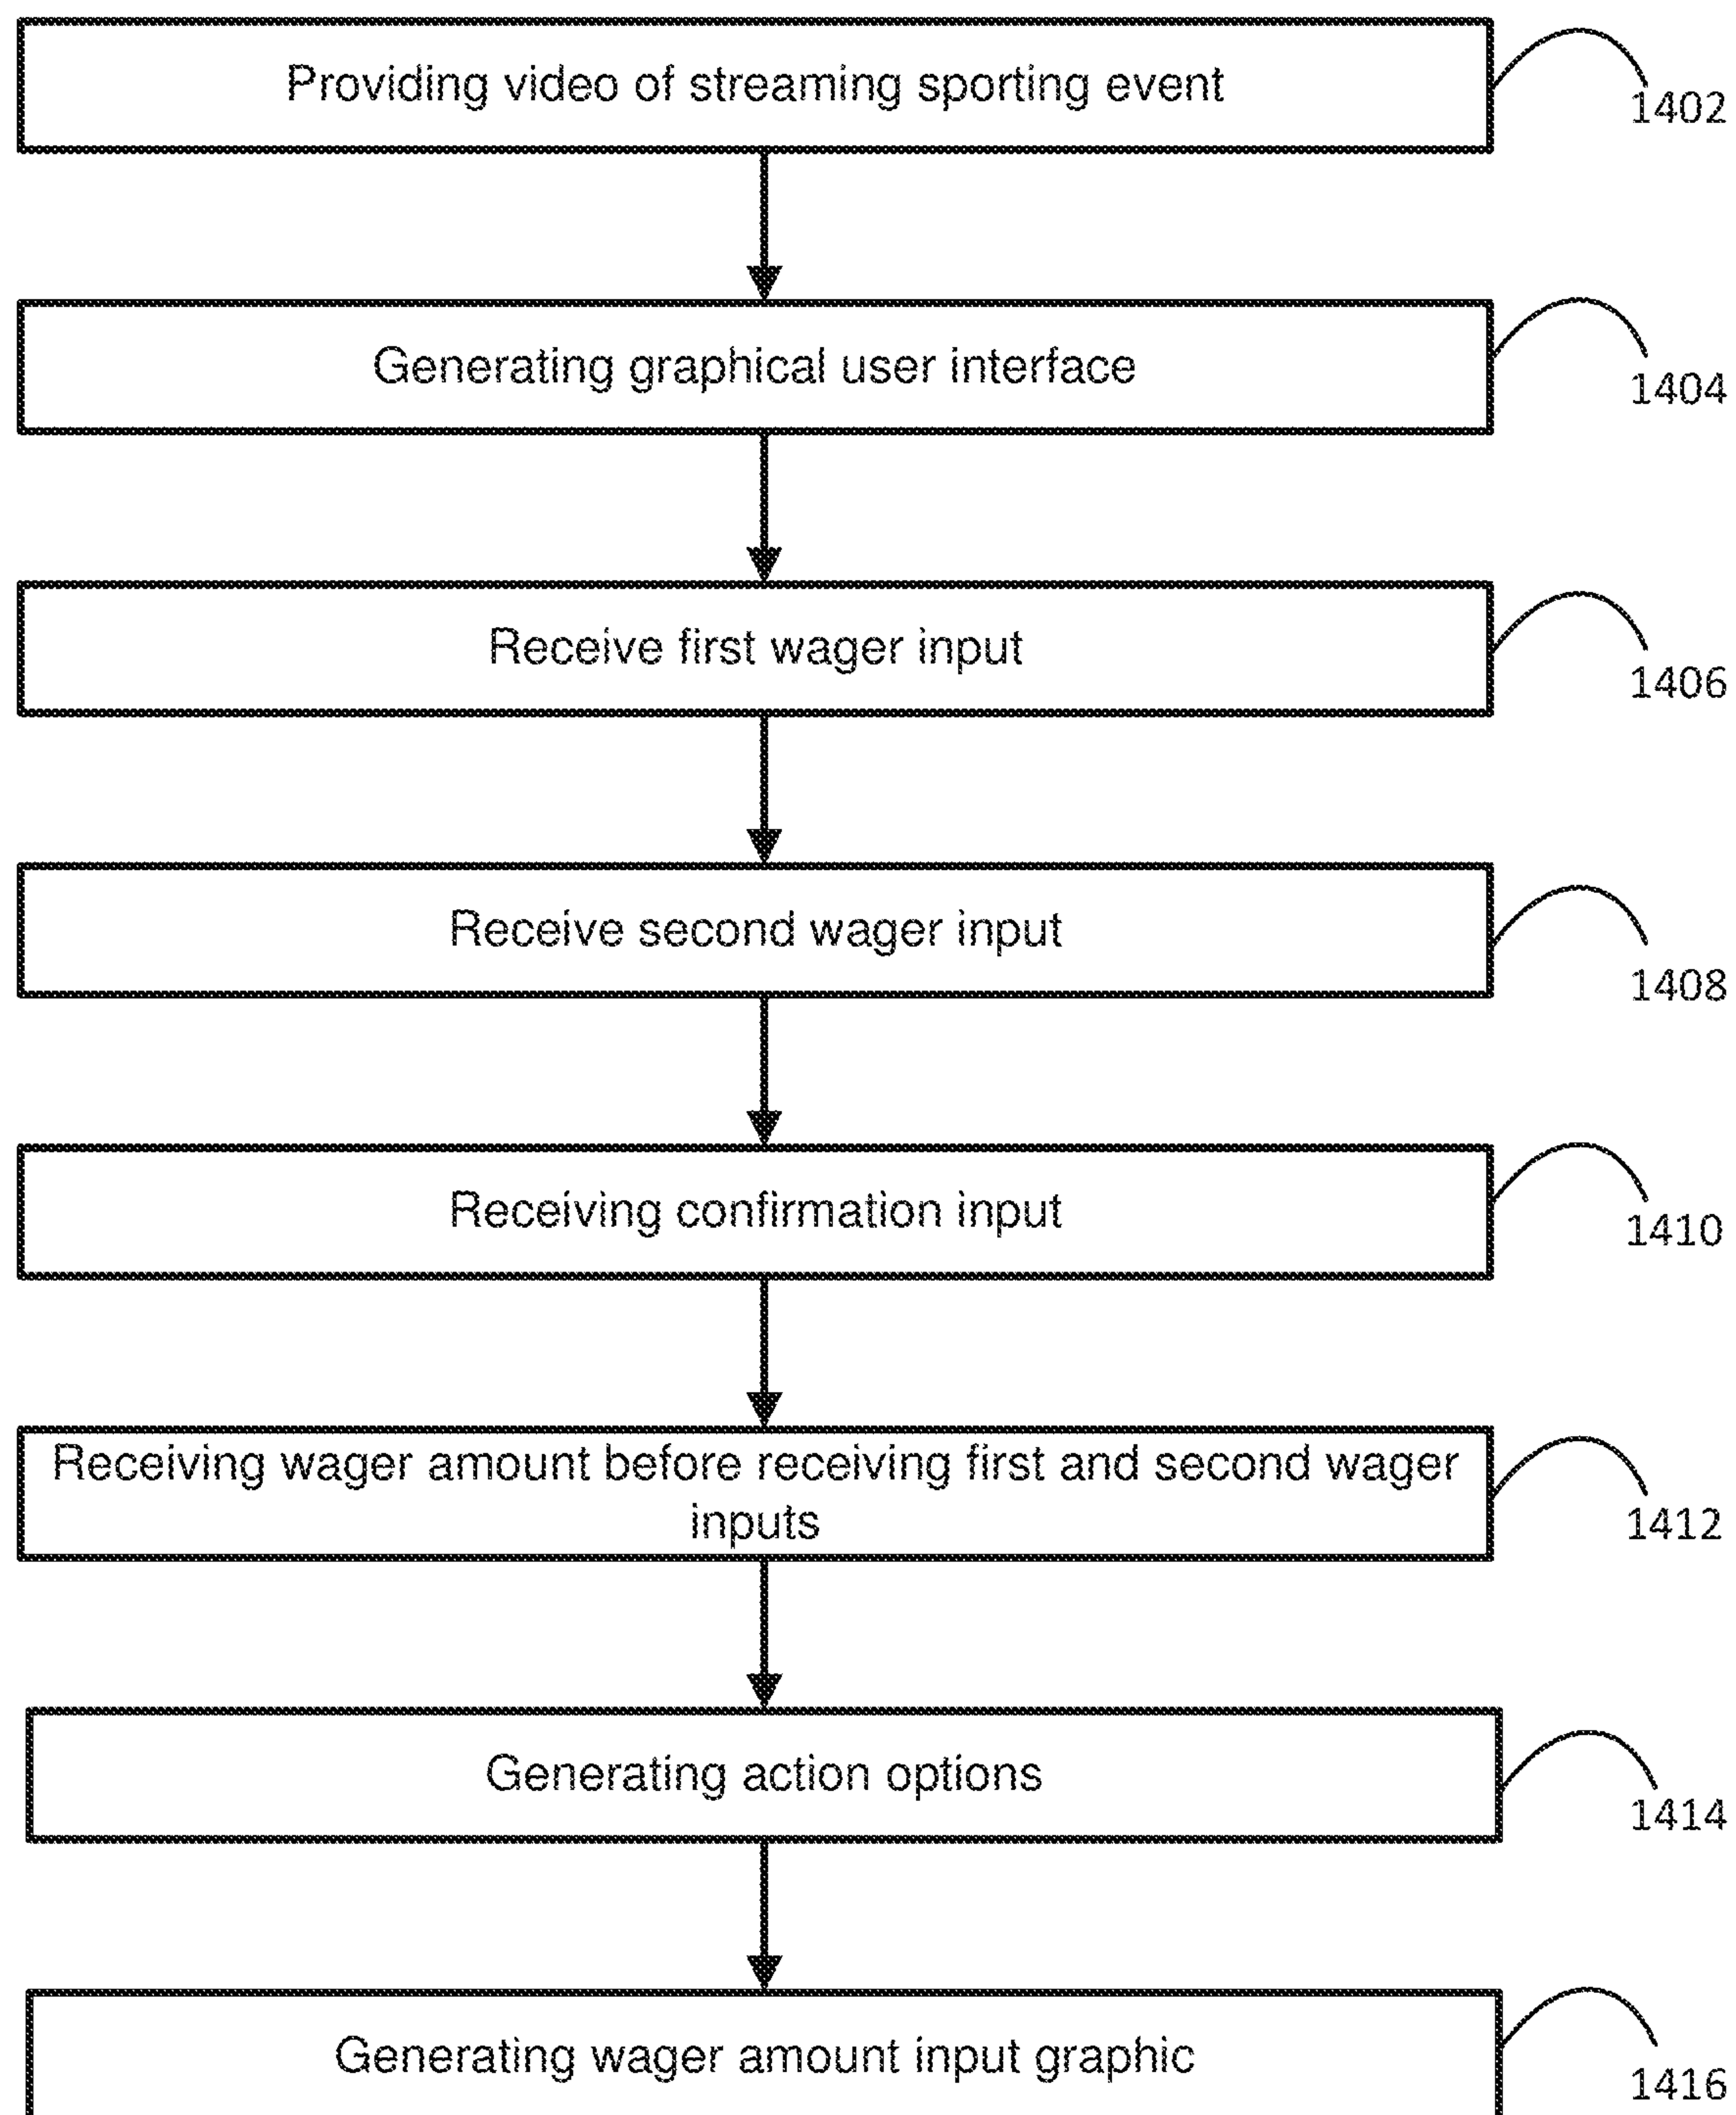 Providing video of streaming sporting event
1402
Generating graphical user interface
1404
Receive first wager input
1406
Receive second wager input
1408
Receiving confirmation input
1410
Receiving wager amount before receiving first and second wager
inputs
1412
Generating action options
1414
Generating wager amount input graphic
1416